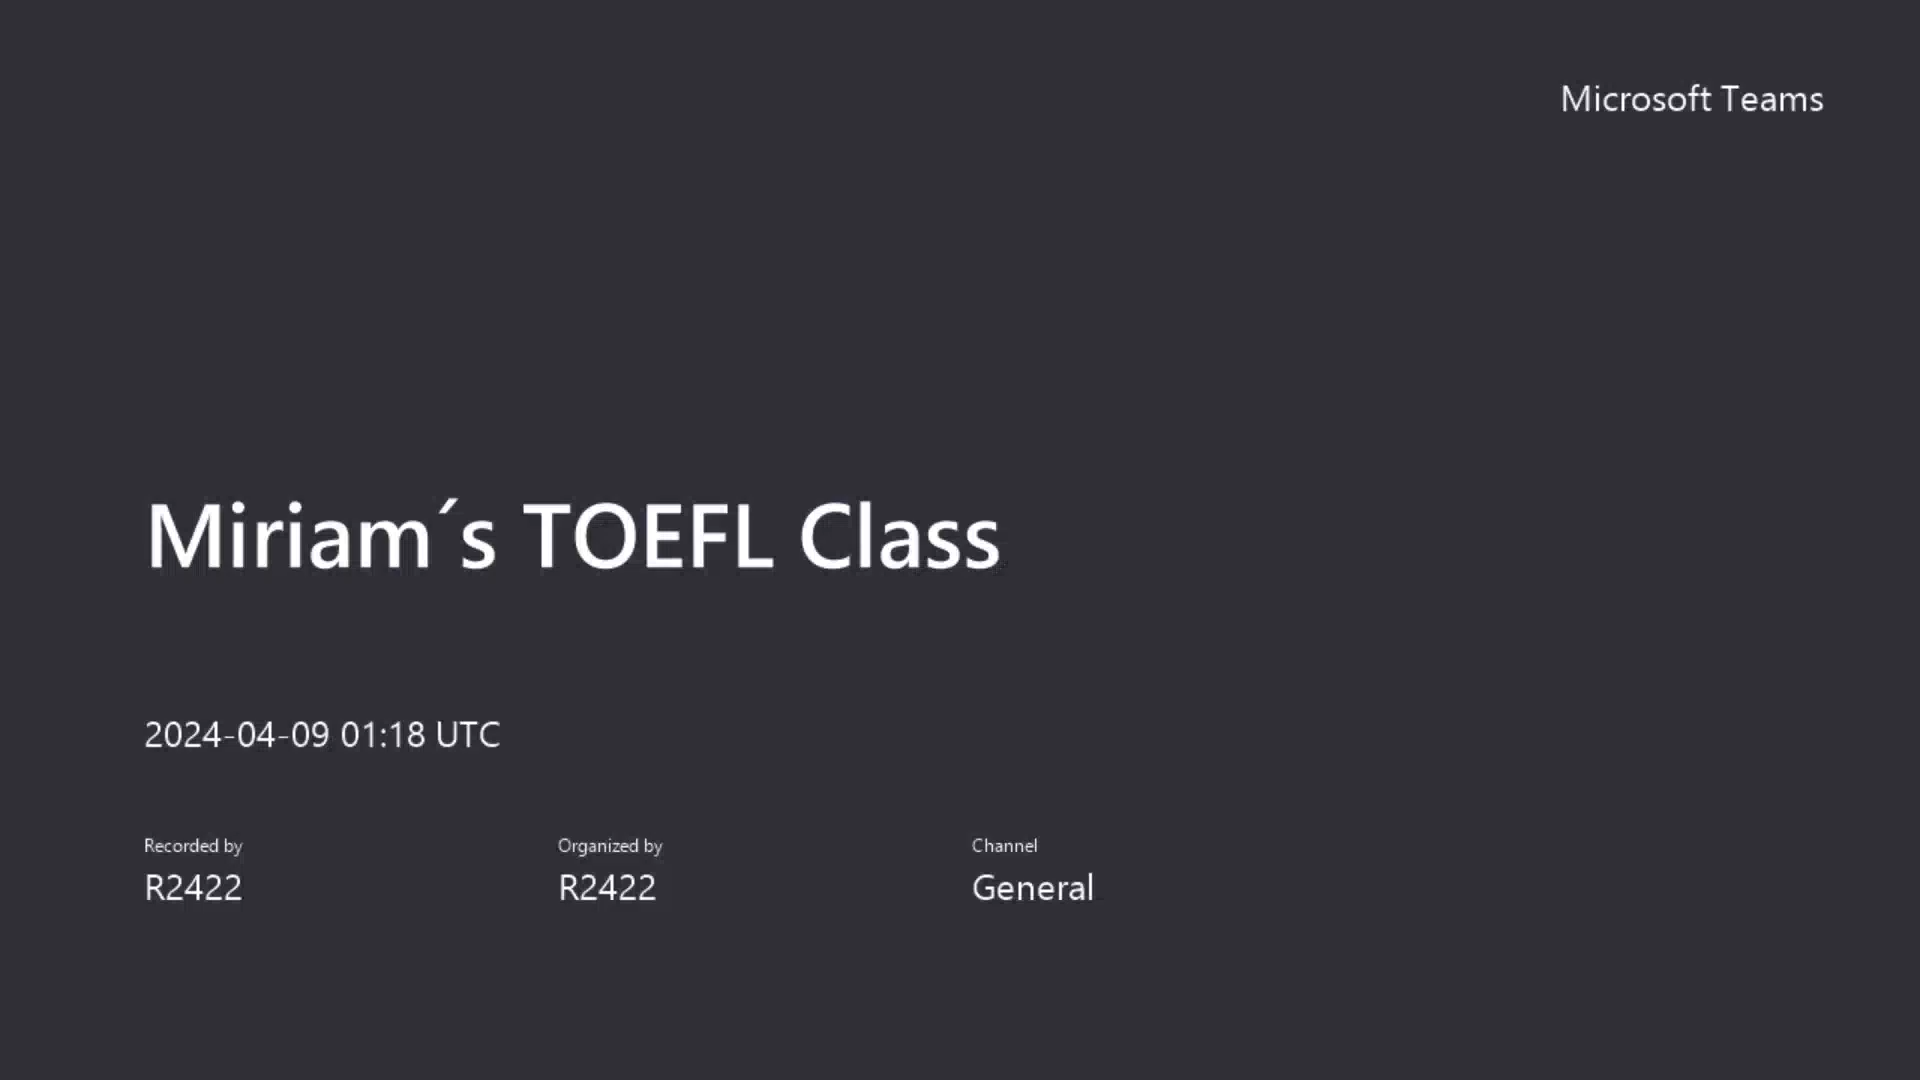 Microsoft Teams
Miriam´s TOEFL Class
2024-04-09 01:18 UTC
Recorded by
R2422
Organized by
R2422
Channel
General